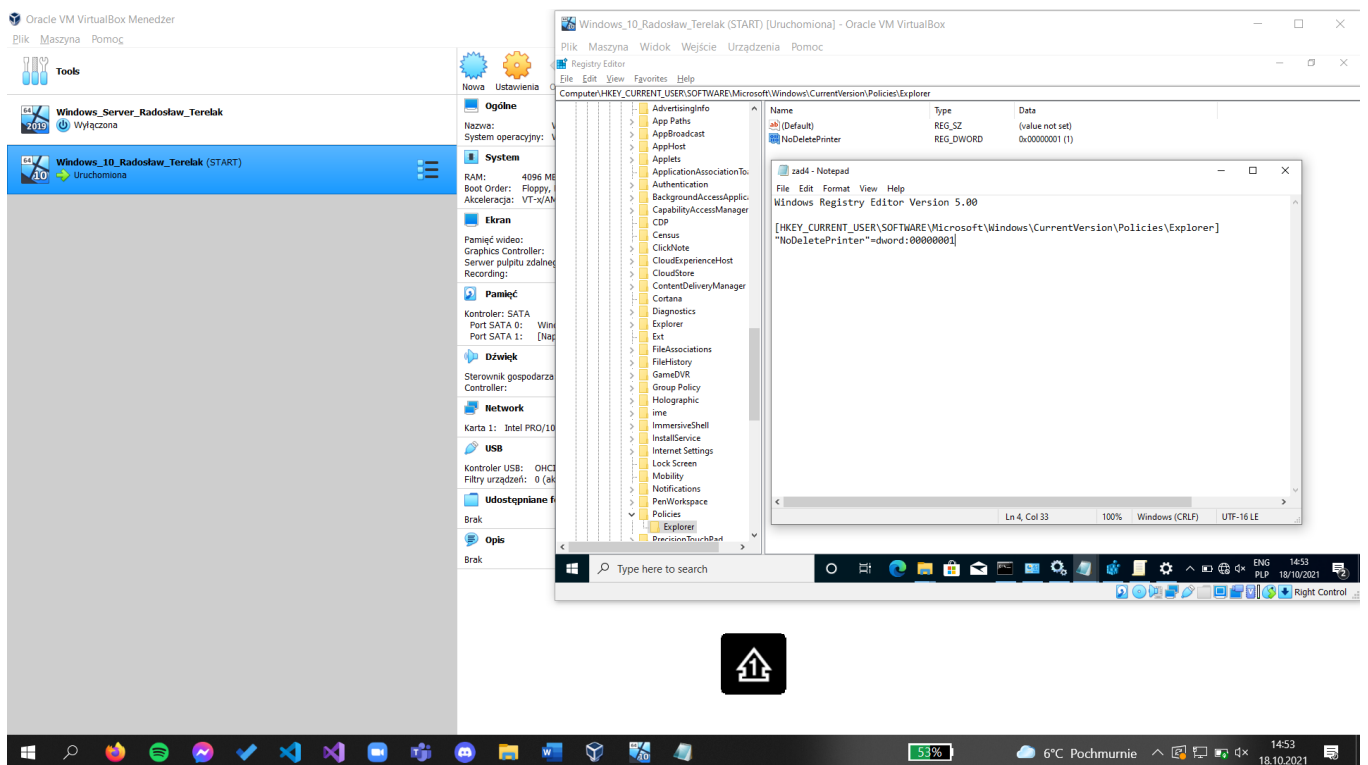 Oracle VM VirtualBox Menedżer
Plik Maszyna Pomoc
Tools
64
2019
Windows_Server_Radosław_Terelak
Wyłączona
64
10
Windows_10_Radosław_Terelak (START)
Uruchomiona
Nowa
Ustawienia
Ogólne
Nazwa:
System operacyjny:
System
RAM: 4096 ME
Boot Order: Floppy,
Akceleracja: VT-x/AM
Ekran
Pamięć wideo:
Graphics Controller:
Serwer pulpitu zdalneg
Recording:
Pamięć
Kontroler: SATA
Port SATA 0: Wind
Port SATA 1: [Nap
Dźwięk
Sterownik gospodarza
Controller:
Network
Karta 1: Intel PRO/10
USB
Kontroler USB: OHCI
Filtry urządzeń: 0 (ak
Udostępniane f
Brak
Opis
Brak
Windows_10_Radosław_Terelak (START) [Uruchomiona] - Oracle VM VirtualBox
Plik Maszyna Widok Wejście Urządzenia Pomoc
Registry Editor
File Edit View Favorites Help
Computer\HKEY_CURRENT_USER\SOFTWARE\Microsoft\Windows\CurrentVersion\Policies\Explorer
AdvertisingInfo
App Paths
AppBroadcast
AppHost
Applets
ApplicationAssociationToa
Authentication
BackgroundAccessApplica
CapabilityAccessManager
CDP
Census
ClickNote
CloudExperienceHost
CloudStore
ContentDeliveryManager
Cortana
Diagnostics
Explorer
Ext
FileAssociations
FileHistory
GameDVR
Group Policy
Holographic
ime
ImmersiveShell
InstallService
Internet Settings
Lock Screen
Mobility
Notifications
PenWorkspace
Policies
Explorer
PrecisionTouchPad
Name Type Data
(Default) REG_SZ (value not set)
NoDeletePrinter REG_DWORD 0x00000001 (1)
zad4 - Notepad
File Edit Format View Help
Windows Registry Editor Version 5.00
[HKEY_CURRENT_USER\SOFTWARE\Microsoft\Windows\CurrentVersion\Policies\Explorer]
"NoDeletePrinter"=dword:00000001
Ln 4, Col 33 100% Windows (CRLF) UTF-16 LE
Type here to search
ENG
PLP
14:53
18/10/2021
2
Right Control
1
53%
6°C Pochmurnie
14:53
18.10.2021